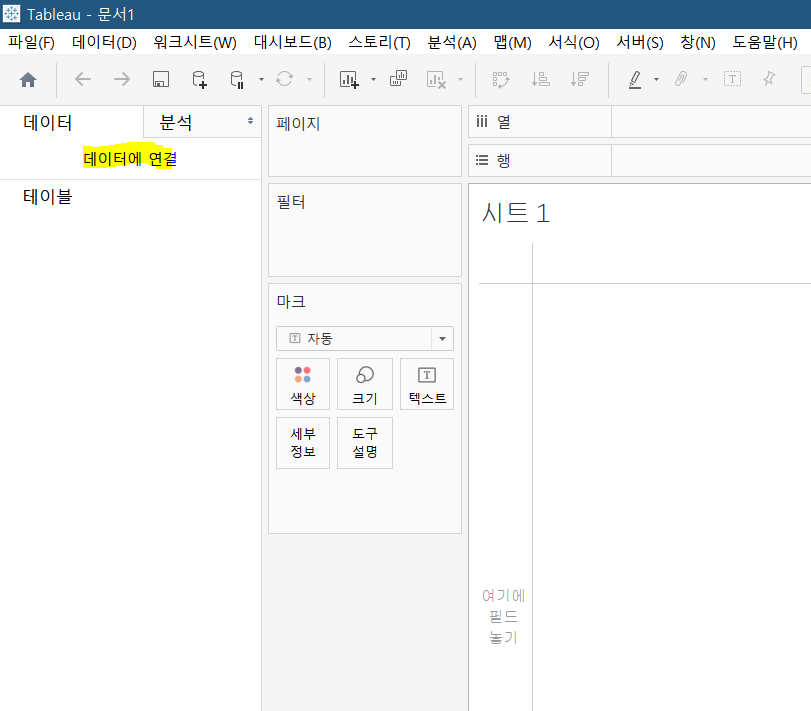 Tableau - 문서1
파일(F) 데이터(D) 워크시트(W) 대시보드(B) 스토리(T) 분석(A) 맵(M) 서식(O) 서버(S) 창(N) 도움말(H)
데이터 분석
데이터에 연결
테이블
페이지
필터
마크
T 자동
색상 크기 T 텍스트
세부 정보
도구 설명
열
행
시트 1
여기에
필드
놓기